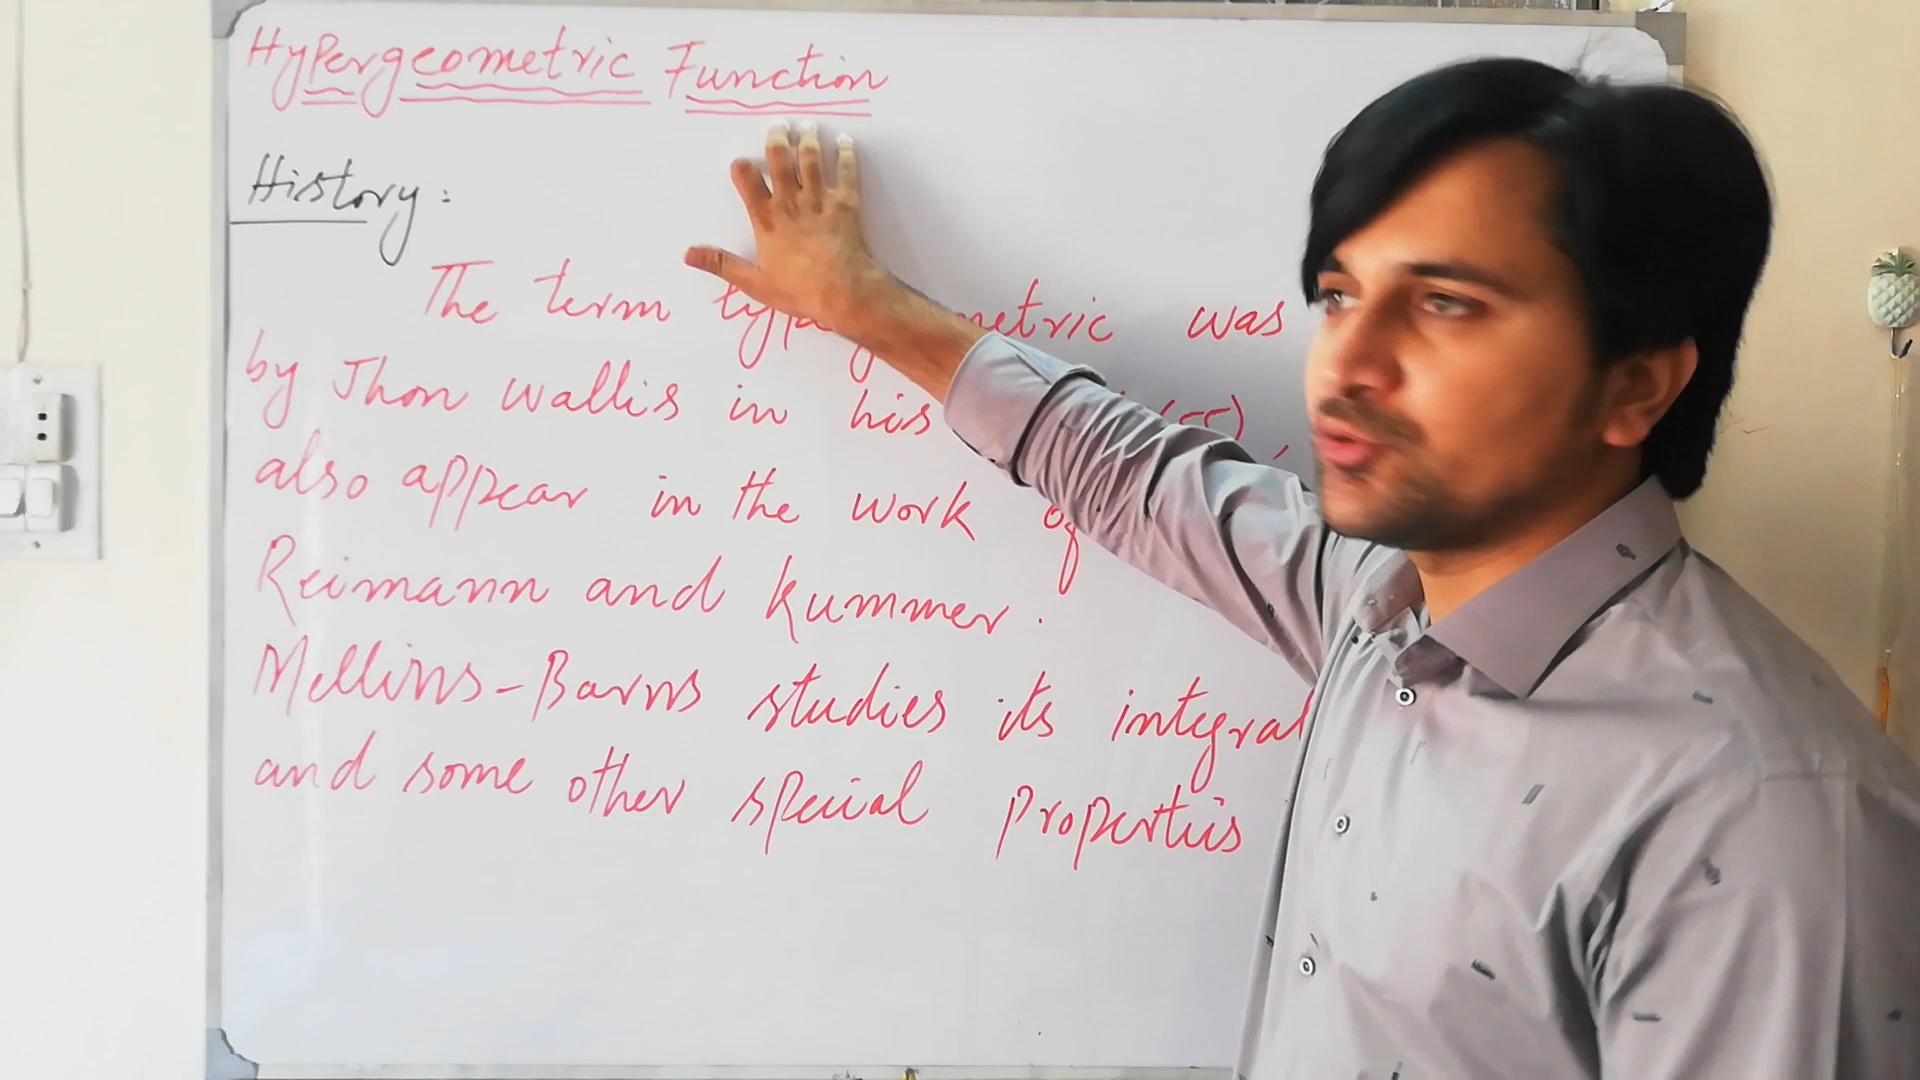 Hypergeometric Function
History:
The term metric was
by Jhon wallis in his
also appear in the work of
Reimann and kummer.
Mellins-Barns studies its integral
and some other special properties